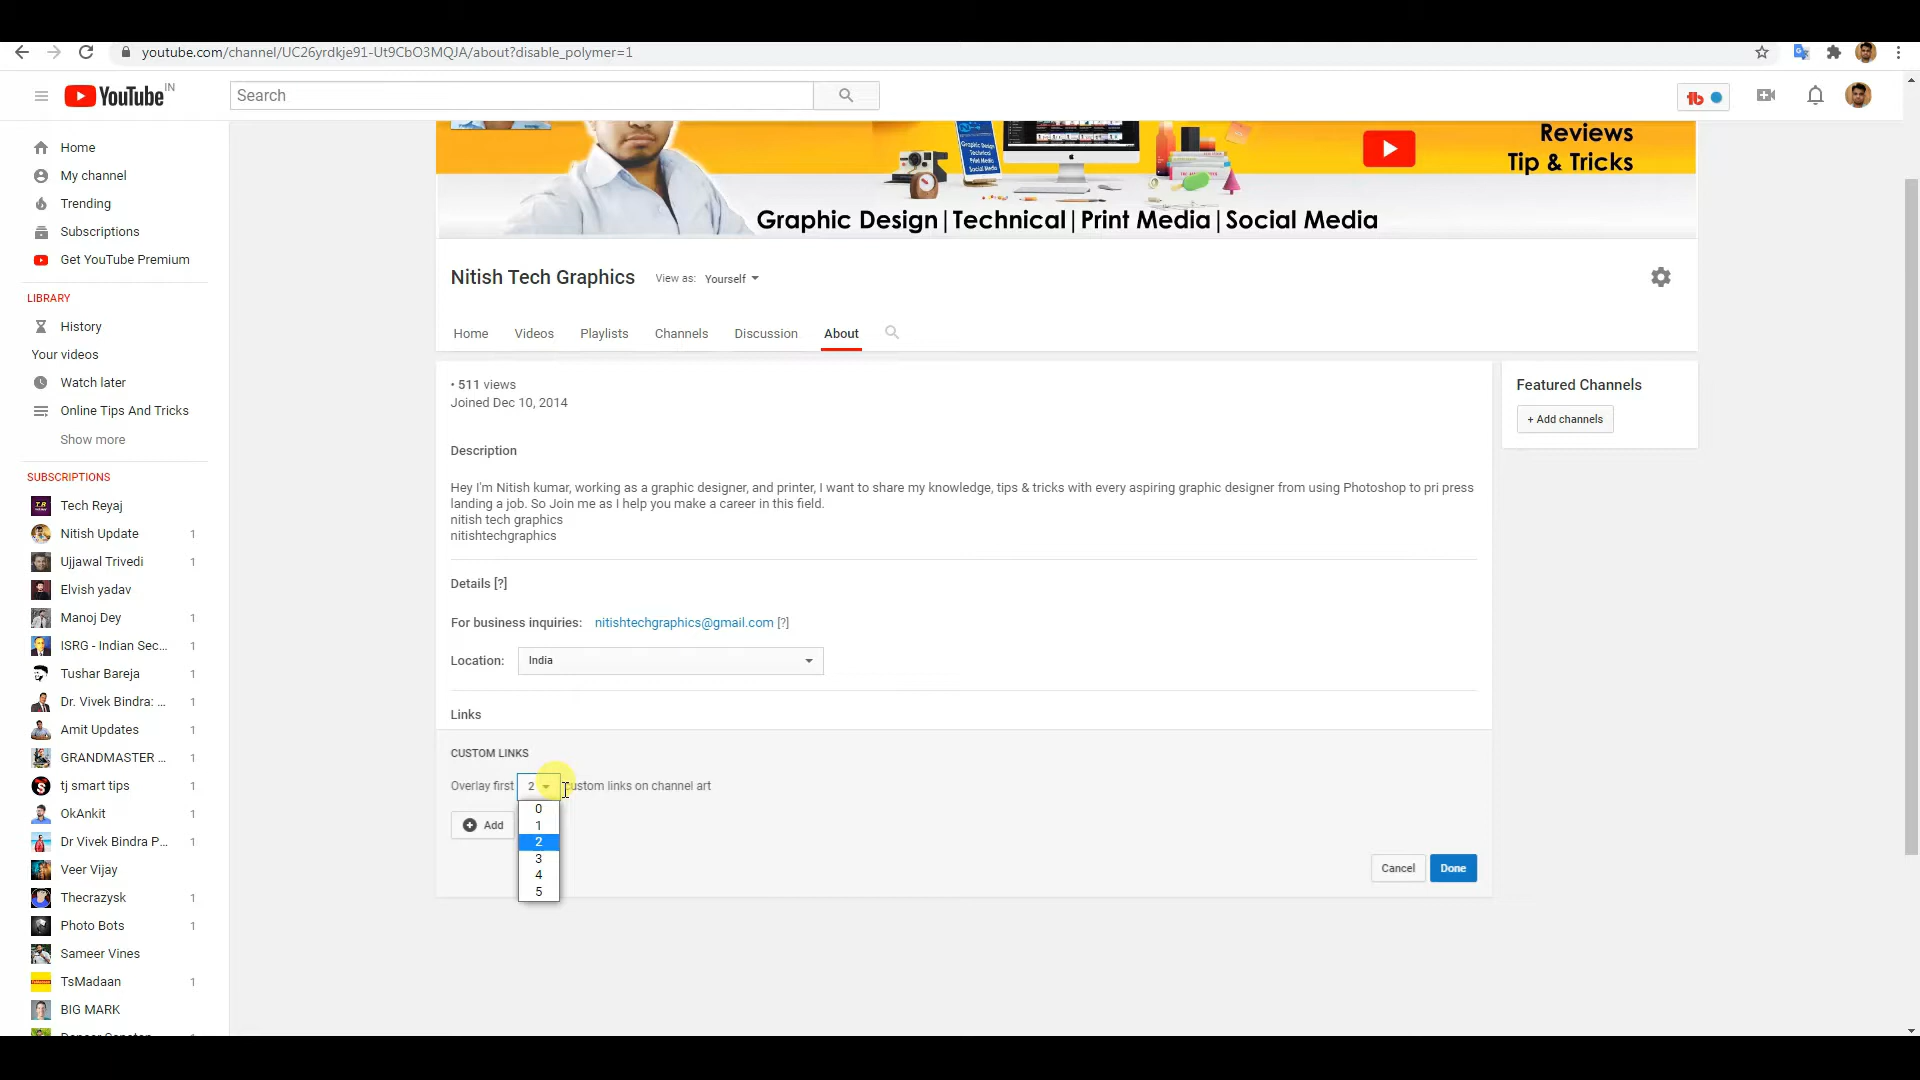 youtube.com/channel/UC26yrdkje91-Ut9CbO3MQJA/about?disable_polymer=1
YouTube IN
Search
Reviews
Tip & Tricks
Graphic Design|Technical|Print Media|Social Media
Home
My channel
Trending
Subscriptions
Get YouTube Premium
LIBRARY
History
Your videos
Watch later
Online Tips And Tricks
Show more
SUBSCRIPTIONS
Tech Reyaj
Nitish Update 1
Ujjawal Trivedi 1
Elvish yadav
Manoj Dey 1
ISRG - Indian Sec... 1
Tushar Bareja 1
Dr. Vivek Bindra: ... 1
Amit Updates 1
GRANDMASTER ... 1
tj smart tips 1
OkAnkit 1
Dr Vivek Bindra P... 1
Veer Vijay
Thecrazysk 1
Photo Bots 1
Sameer Vines
TsMadaan 1
BIG MARK
Nitish Tech Graphics View as: Yourself
Home Videos Playlists Channels Discussion About
• 511 views
Joined Dec 10, 2014
Description
Hey I'm Nitish kumar, working as a graphic designer, and printer, I want to share my knowledge, tips & tricks with every aspiring graphic designer from using Photoshop to pri press
landing a job. So Join me as I help you make a career in this field.
nitish tech graphics
nitishtechgraphics
Details [?]
For business inquiries: nitishtechgraphics@gmail.com [?]
Location: India
Links
CUSTOM LINKS
Overlay first 2 custom links on channel art
0
1
2
3
4
5
Add
Cancel Done
Featured Channels
+ Add channels